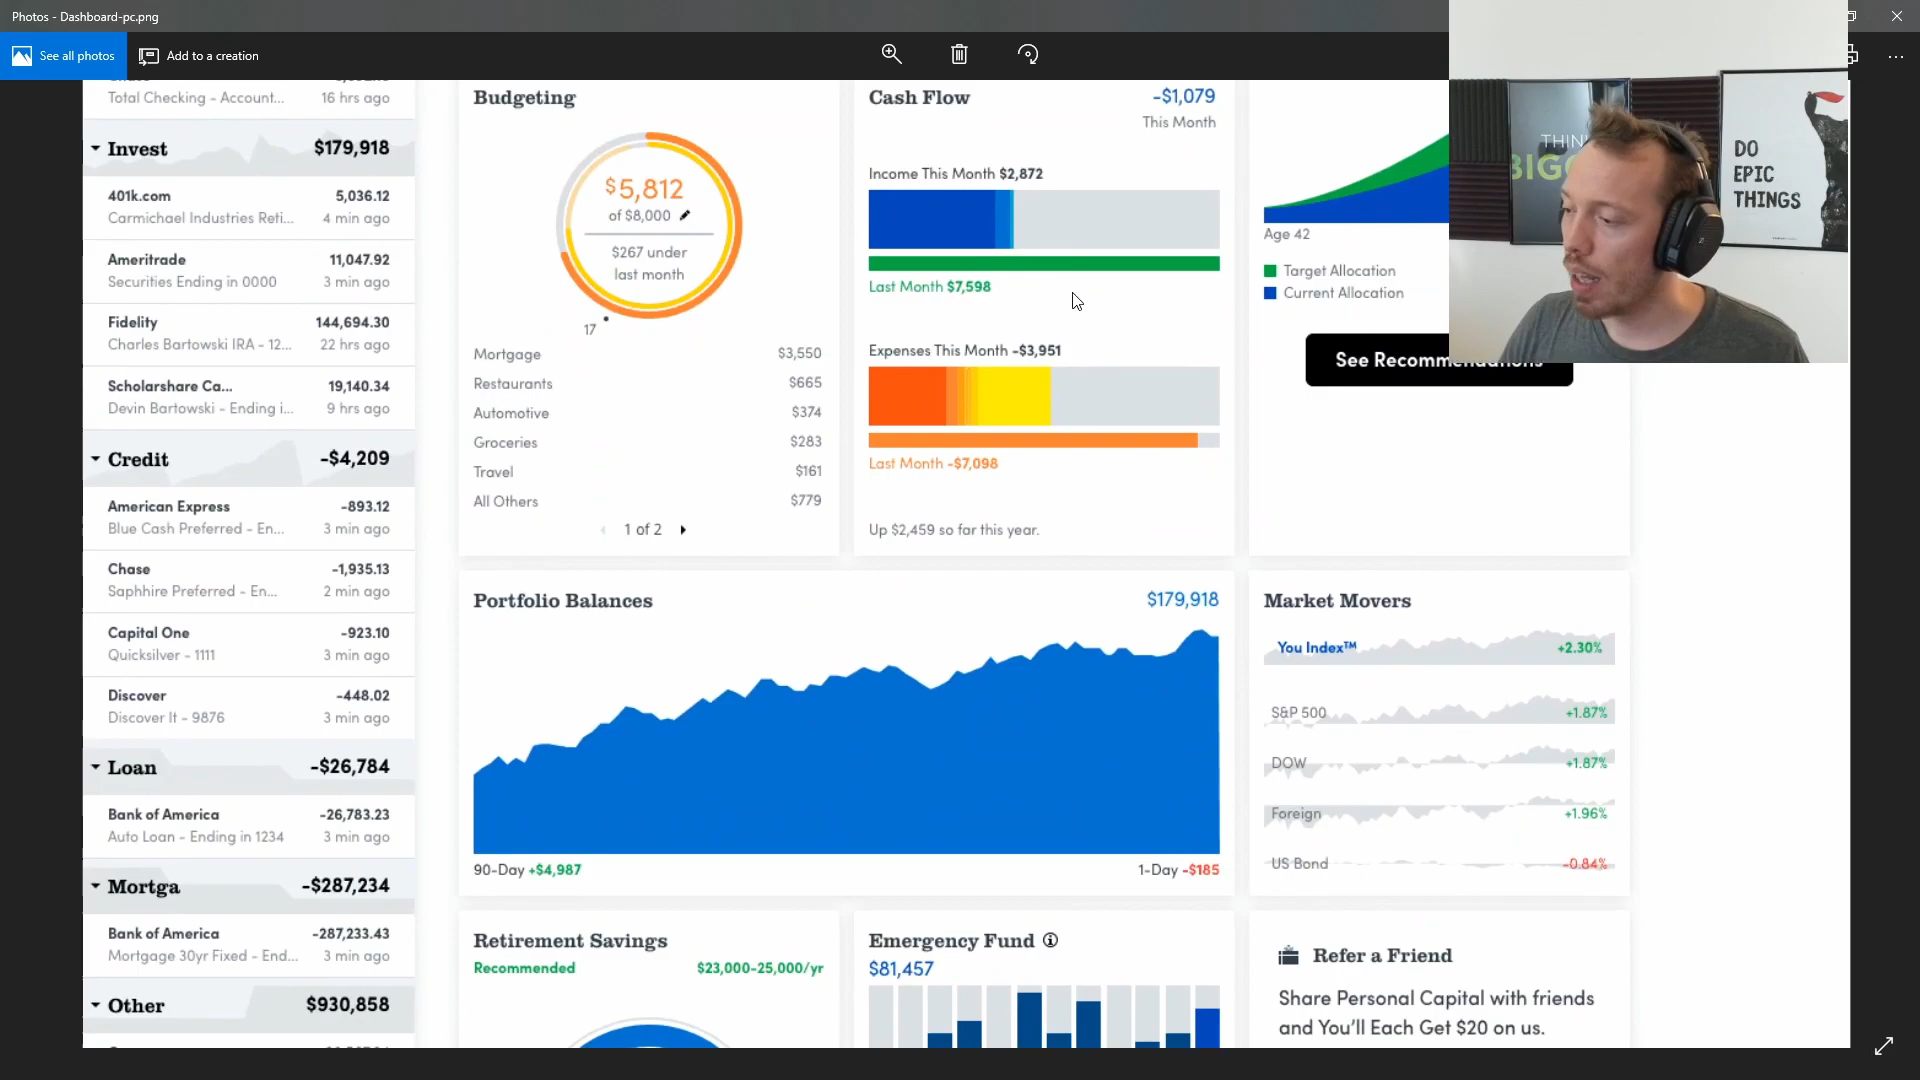 Photos - Dashboard-pc.png
See all photos
Add to a creation
Total Checking - Account...
16 hrs ago
Invest
$179,918
401k.com
5,036.12
Carmichael Industries Reti...
4 min ago
Ameritrade
11,047.92
Securities Ending in 0000
3 min ago
Fidelity
144,694.30
Charles Bartowski IRA - 12...
22 hrs ago
Scholarshare Ca...
19,140.34
Devin Bartowski - Ending i...
9 hrs ago
Credit
-$4,209
American Express
-893.12
Blue Cash Preferred - En...
3 min ago
Chase
-1,935.13
Saphhire Preferred - En...
2 min ago
Capital One
-923.10
Quicksilver - 1111
3 min ago
Discover
-448.02
Discover It - 9876
3 min ago
Loan
-$26,784
Bank of America
-26,783.23
Auto Loan - Ending in 1234
3 min ago
Mortga
-$287,234
Bank of America
-287,233.43
Mortgage 30yr Fixed - End...
3 min ago
Other
$930,858
Budgeting
$5,812
of $8,000
$267 under
last month
17
Mortgage
$3,550
Restaurants
$665
Automotive
$374
Groceries
$283
Travel
$161
All Others
$779
1 of 2
Cash Flow
-$1,079
This Month
Income This Month $2,872
Last Month $7,598
Expenses This Month -$3,951
Last Month -$7,098
Up $2,459 so far this year.
Age 42
Target Allocation
Current Allocation
See Recommendations
THIN
BIGG
DO
EPIC
THINGS
Portfolio Balances
$179,918
90-Day +$4,987
1-Day -$185
Market Movers
You Index™
+2.30%
S&P 500
+1.87%
DOW
+1.87%
Foreign
+1.96%
US Bond
-0.84%
Retirement Savings
Recommended
$23,000-25,000/yr
Emergency Fund
$81,457
Refer a Friend
Share Personal Capital with friends
and You'll Each Get $20 on us.